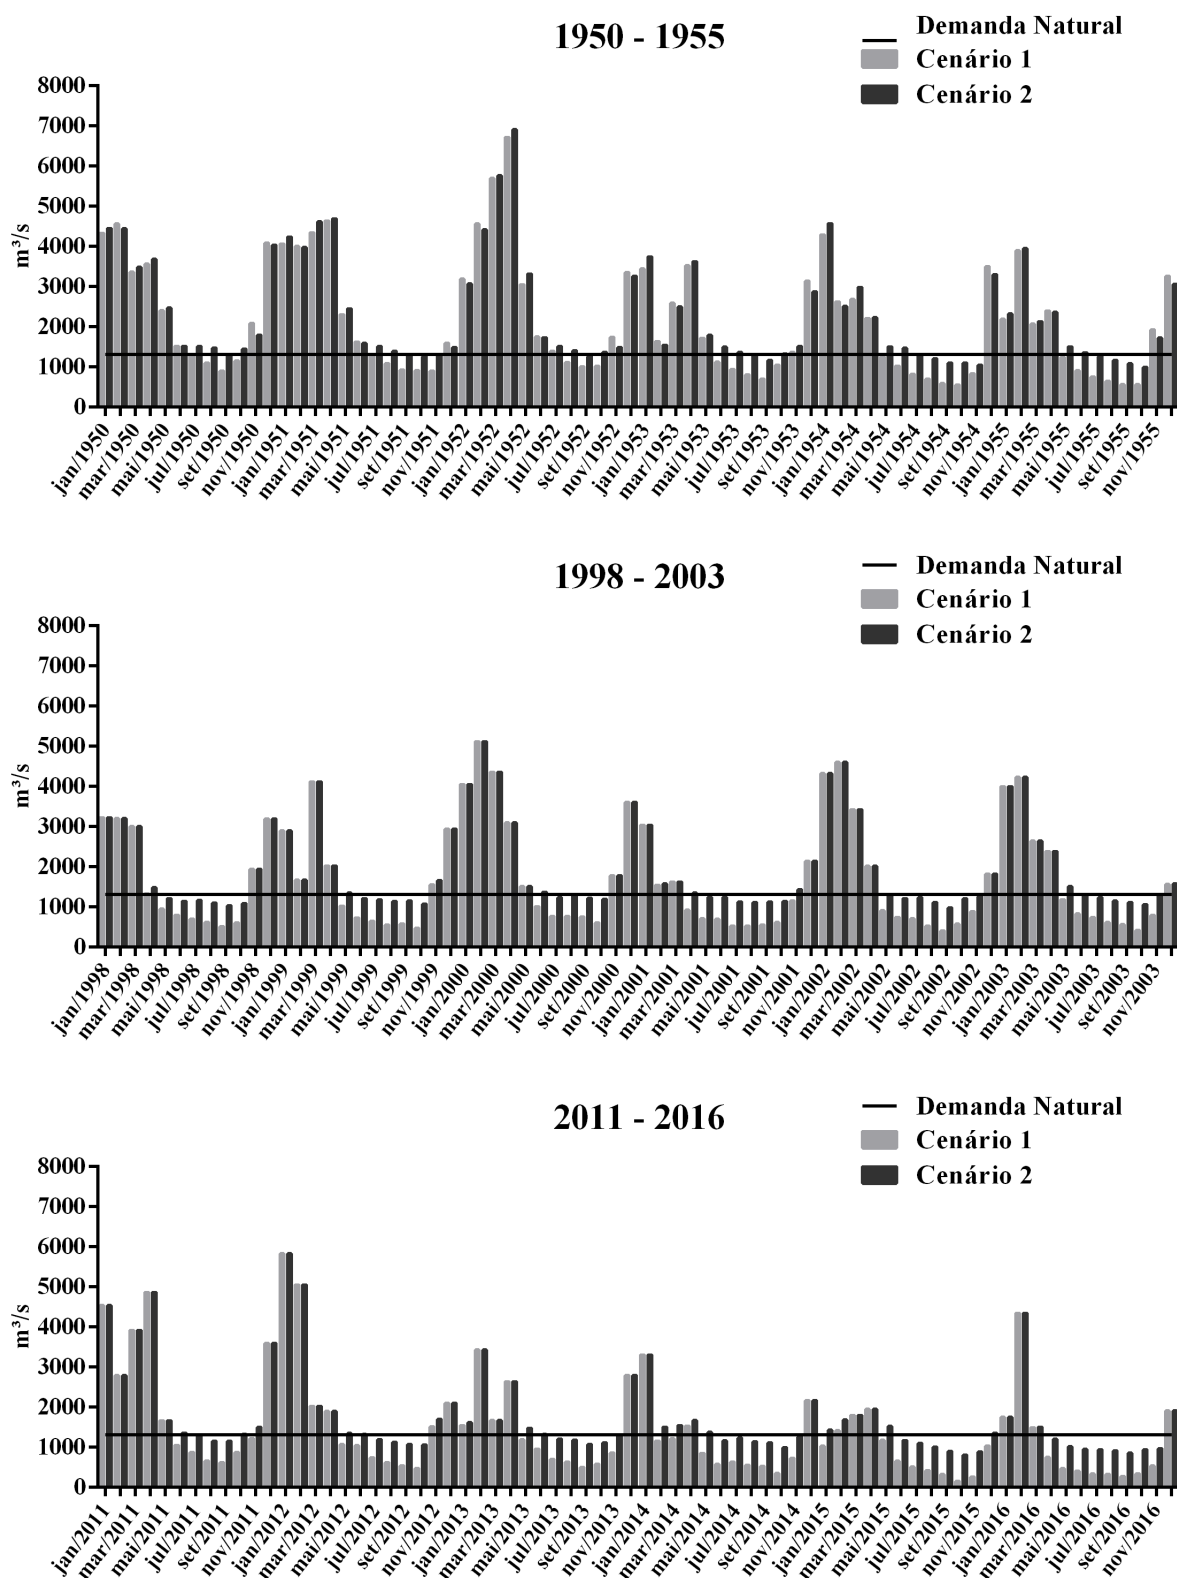 1950 - 1955
Demanda Natural
Cenário 1
Cenário 2
8000
7000
6000
5000
4000
3000
2000
1000
0
m³/s
jan/1950
mar/1950
mai/1950
jul/1950
set/1950
nov/1950
jan/1951
mar/1951
mai/1951
jul/1951
set/1951
nov/1951
jan/1952
mar/1952
mai/1952
jul/1952
set/1952
nov/1952
jan/1953
mar/1953
mai/1953
jul/1953
set/1953
nov/1953
jan/1954
mar/1954
mai/1954
jul/1954
set/1954
nov/1954
jan/1955
mar/1955
mai/1955
jul/1955
set/1955
nov/1955
1998 - 2003
Demanda Natural
Cenário 1
Cenário 2
8000
7000
6000
5000
4000
3000
2000
1000
0
m³/s
jan/1998
mar/1998
mai/1998
jul/1998
set/1998
nov/1998
jan/1999
mar/1999
mai/1999
jul/1999
set/1999
nov/1999
jan/2000
mar/2000
mai/2000
jul/2000
set/2000
nov/2000
jan/2001
mar/2001
mai/2001
jul/2001
set/2001
nov/2001
jan/2002
mar/2002
mai/2002
jul/2002
set/2002
nov/2002
jan/2003
mar/2003
mai/2003
jul/2003
set/2003
nov/2003
2011 - 2016
Demanda Natural
Cenário 1
Cenário 2
8000
7000
6000
5000
4000
3000
2000
1000
0
m³/s
jan/2011
mar/2011
mai/2011
jul/2011
set/2011
nov/2011
jan/2012
mar/2012
mai/2012
jul/2012
set/2012
nov/2012
jan/2013
mar/2013
mai/2013
jul/2013
set/2013
nov/2013
jan/2014
mar/2014
mai/2014
jul/2014
set/2014
nov/2014
jan/2015
mar/2015
mai/2015
jul/2015
set/2015
nov/2015
jan/2016
mar/2016
mai/2016
jul/2016
set/2016
nov/2016